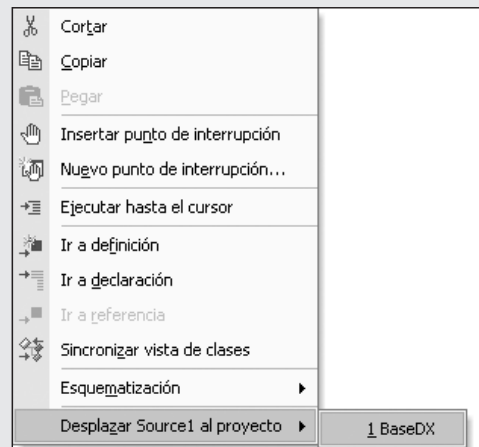 Cortar
Copiar
Pegar
Insertar punto de interrupción
Nuevo punto de interrupción...
Ejecutar hasta el cursor
Ir a definición
Ir a declaración
Ir a referencia
Sincronizar vista de clases
Esquematización
Desplazar Source1 al proyecto
1 BaseDX